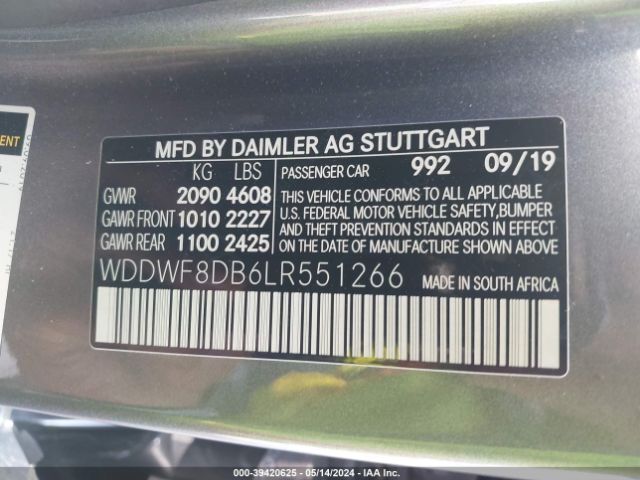 ENT
MFD BY DAIMLER AG STUTTGART
KG LBS
PASSENGER CAR 992 09/19
GVWR 2090 4608
GAWR FRONT 1010 2227
GAWR REAR 1100 2425
THIS VEHICLE CONFORMS TO ALL APPLICABLE
U.S. FEDERAL MOTOR VEHICLE SAFETY,BUMPER
AND THEFT PREVENTION STANDARDS IN EFFECT
ON THE DATE OF MANUFACTURE SHOWN ABOVE
WDDWF8DB6LR551266
MADE IN SOUTH AFRICA
000-39420625 - 05/14/2024 - IAA